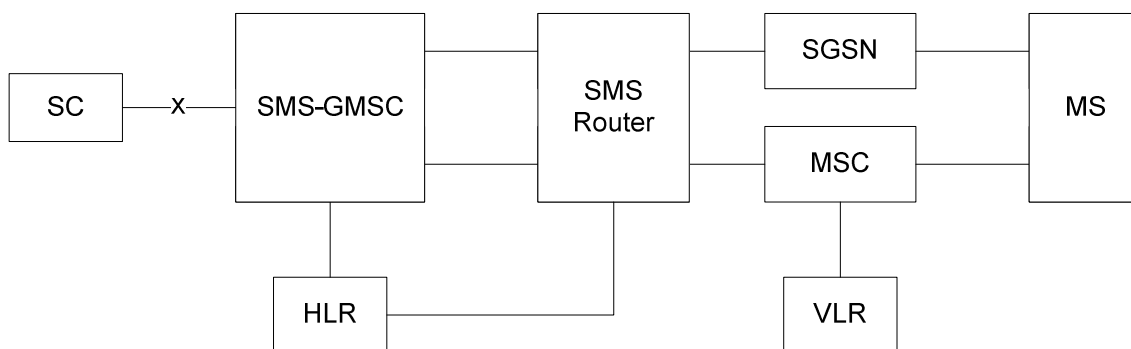 SC
X
SMS-GMSC
SMS
Router
SGSN
MSC
MS
HLR
VLR